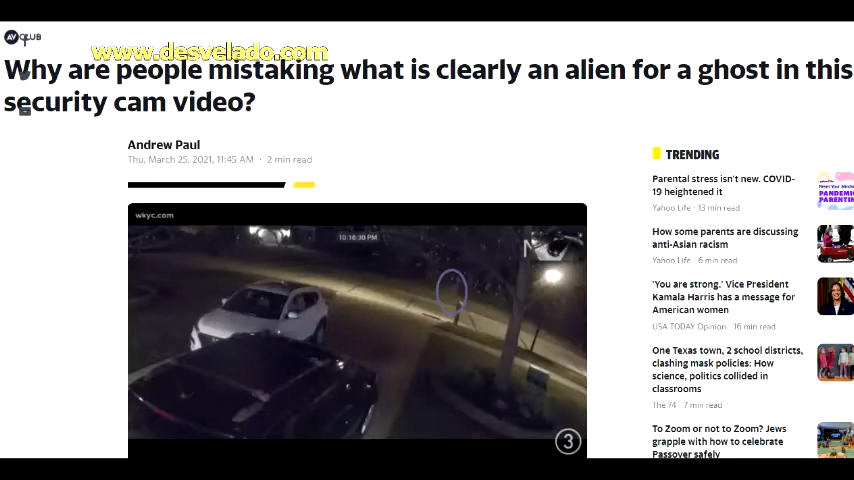 AV CLUB
www.desvelado.com
Why are people mistaking what is clearly an alien for a ghost in this
security cam video?
Andrew Paul
Thu, March 25, 2021, 11:45 AM · 2 min read
wkyc.com
10:16:30 PM
3
TRENDING
Parental stress isn't new. COVID-
19 heightened it
Yahoo Life · 13 min read
How some parents are discussing
anti-Asian racism
Yahoo Life · 6 min read
'You are strong.' Vice President
Kamala Harris has a message for
American women
USA TODAY Opinion · 16 min read
One Texas town, 2 school districts,
clashing mask policies: How
science, politics collided in
classrooms
The 74 · 7 min read
To Zoom or not to Zoom? Jews
grapple with how to celebrate
Passover safely